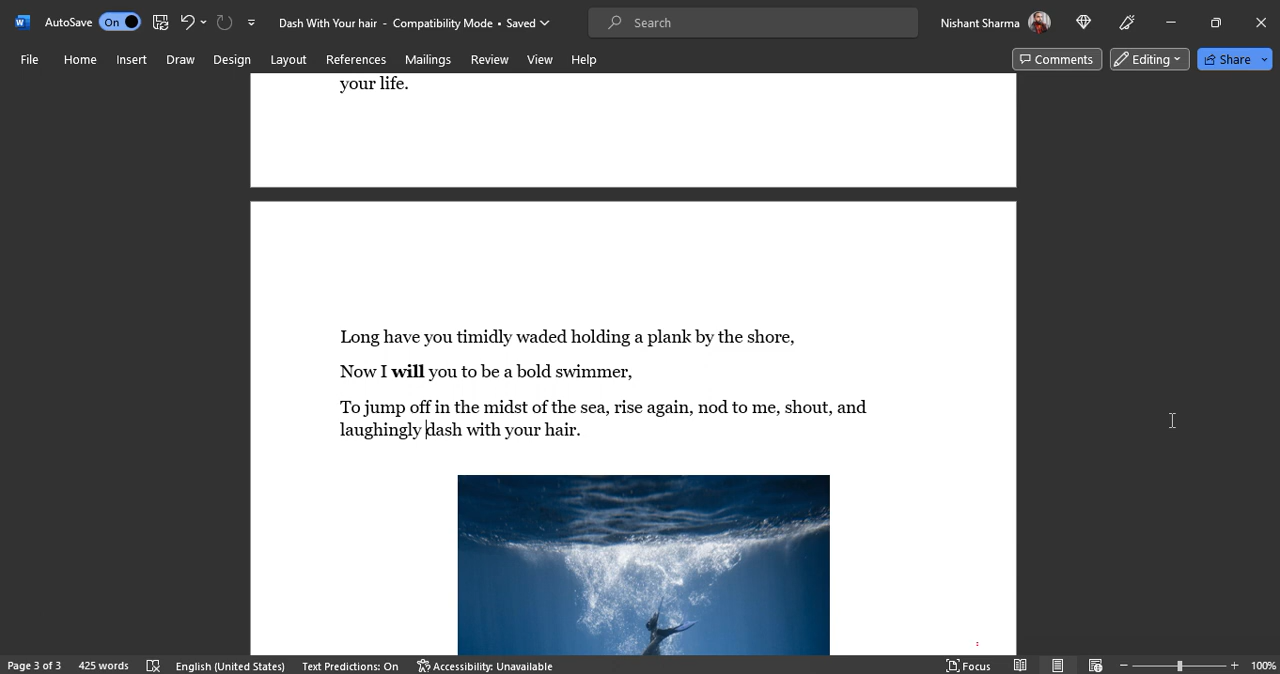 AutoSave On Dash With Your hair - Compatibility Mode • Saved Search Nishant Sharma
File Home Insert Draw Design Layout References Mailings Review View Help Comments Editing Share
your life.
Long have you timidly waded holding a plank by the shore,
Now I will you to be a bold swimmer,
To jump off in the midst of the sea, rise again, nod to me, shout, and
laughingly dash with your hair.
Page 3 of 3 425 words English (United States) Text Predictions: On Accessibility: Unavailable Focus 100%